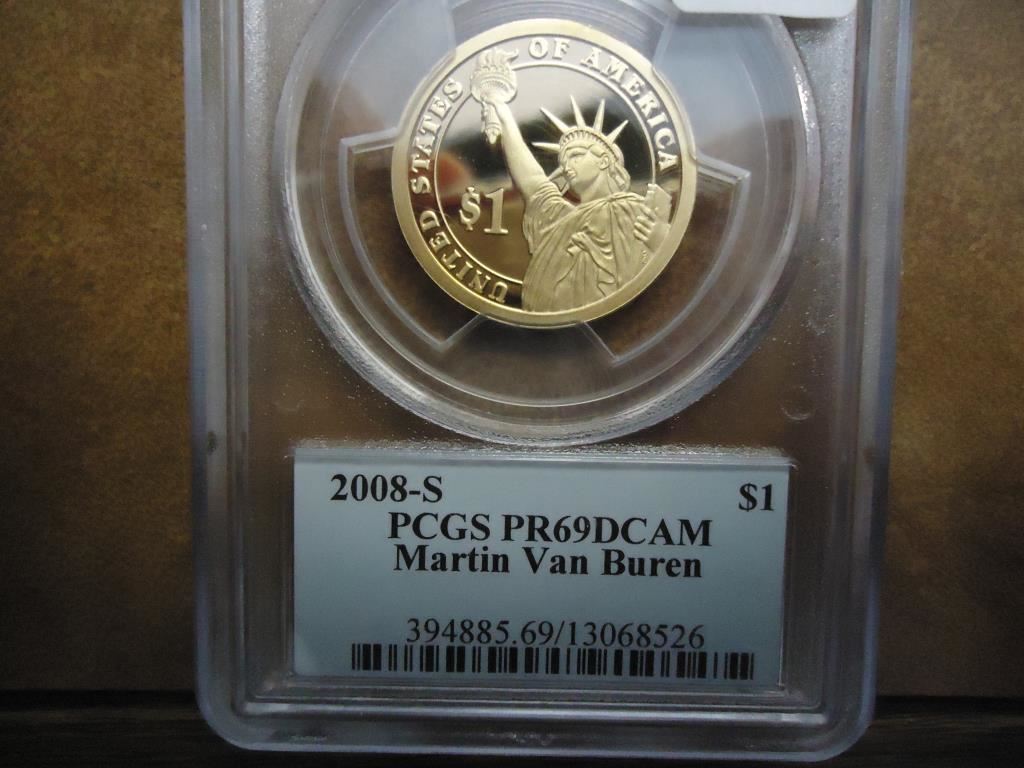 UNITED STATES OF AMERICA
$1
2008-S $1
PCGS PR69DCAM
Martin Van Buren
394885.69/13068526